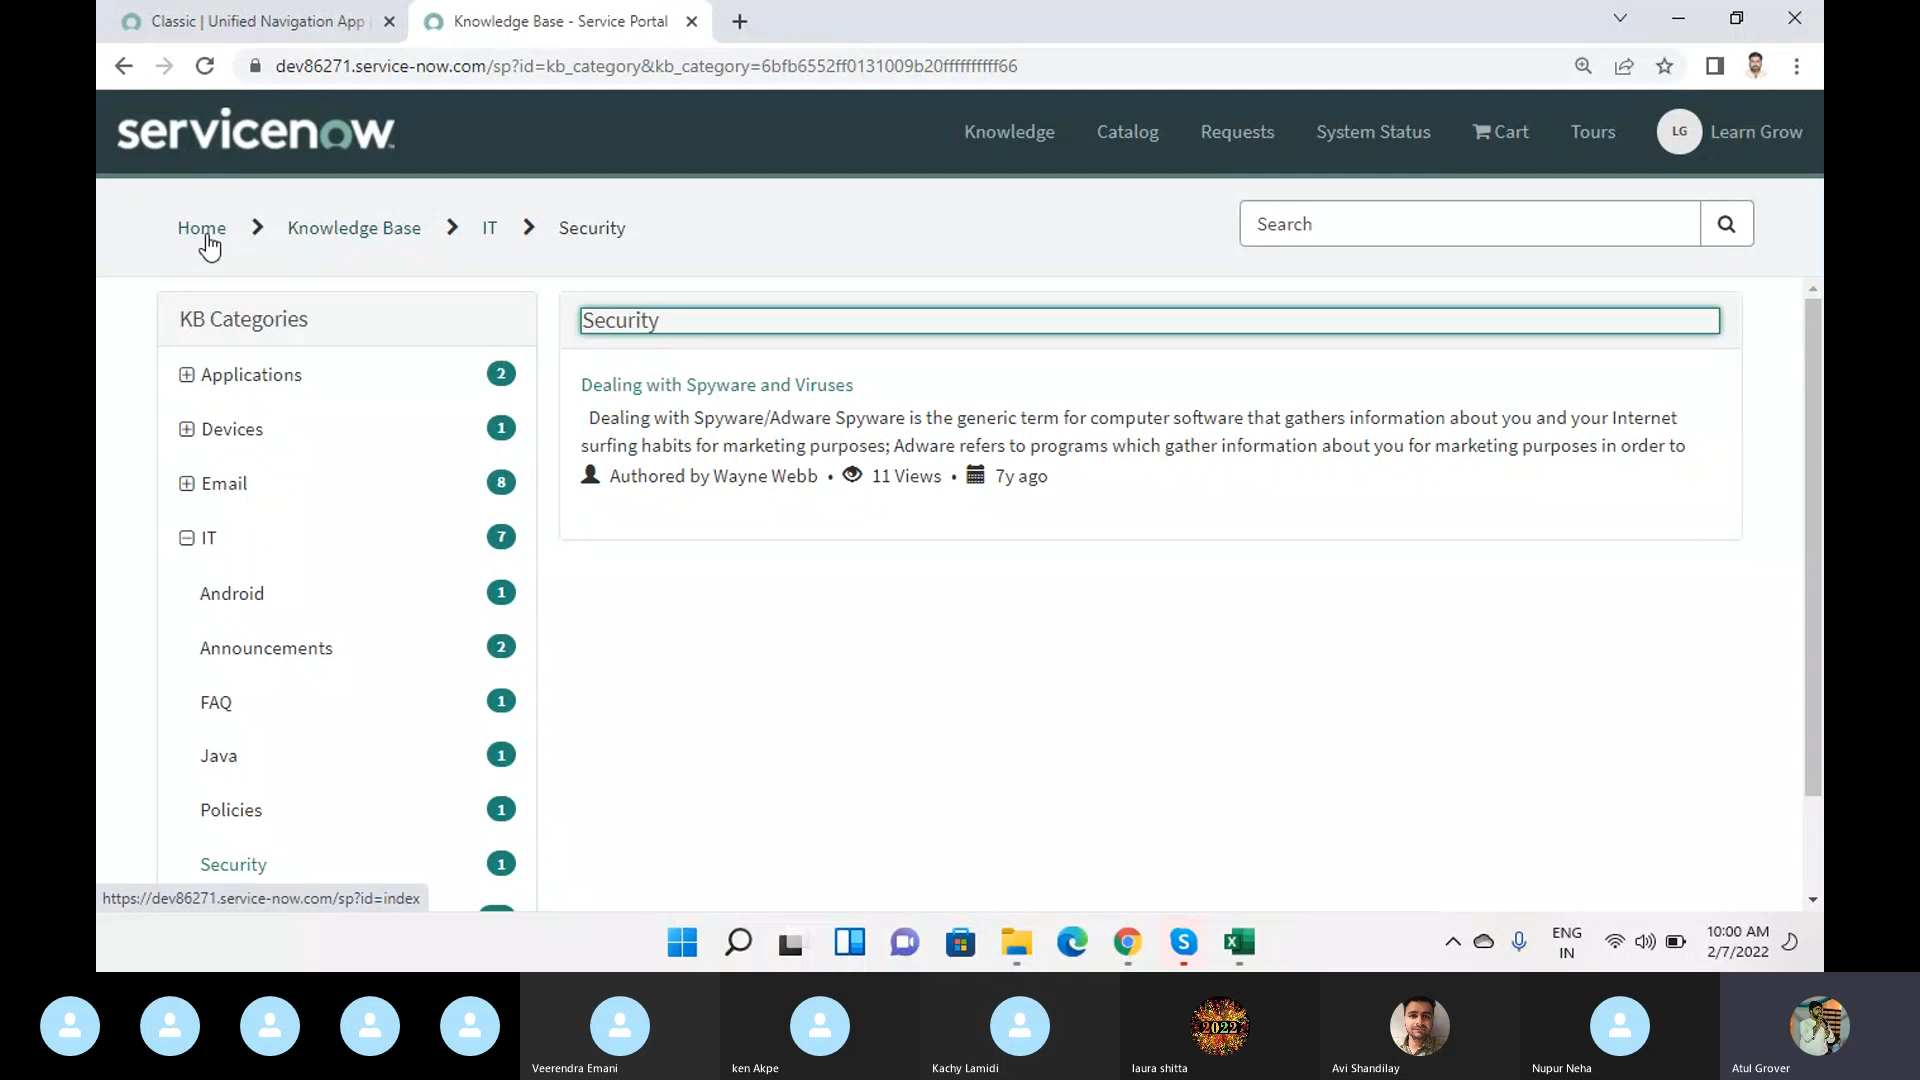 Classic | Unified Navigation App
Knowledge Base - Service Portal
dev86271.service-now.com/sp?id=kb_category&kb_category=6bfb6552ff0131009b20ffffffffff66
servicenow
Knowledge
Catalog
Requests
System Status
Cart
Tours
LG
Learn Grow
Home
Knowledge Base
IT
Security
Search
KB Categories
Applications 2
Devices 1
Email 8
IT 7
Android 1
Announcements 2
FAQ 1
Java 1
Policies 1
Security 1
Security
Dealing with Spyware and Viruses
Dealing with Spyware/Adware Spyware is the generic term for computer software that gathers information about you and your Internet
surfing habits for marketing purposes; Adware refers to programs which gather information about you for marketing purposes in order to
Authored by Wayne Webb • 11 Views • 7y ago
https://dev86271.service-now.com/sp?id=index
ENG
IN
10:00 AM
2/7/2022
2022
Veerendra Emani
ken Akpe
Kachy Lamidi
laura shitta
Avi Shandilay
Nupur Neha
Atul Grover